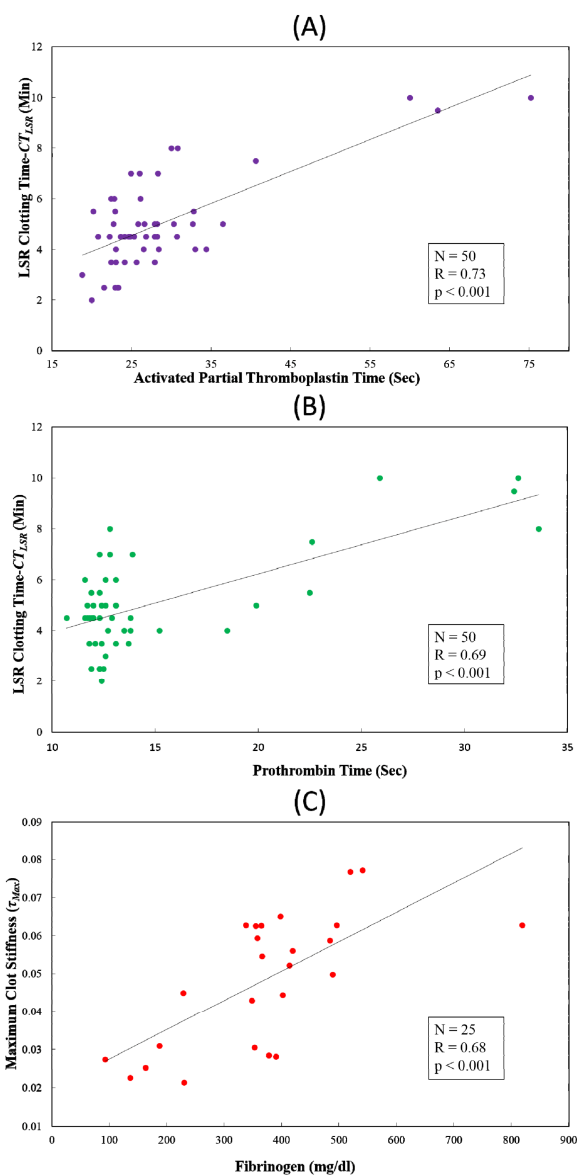 (A)
LSR Clotting Time-CT_LSR (Min)
12
10
8
6
4
2
0
15 25 35 45 55 65 75
Activated Partial Thromboplastin Time (Sec)
N = 50
R = 0.73
p < 0.001
(B)
LSR Clotting Time-CT_LSR (Min)
12
10
8
6
4
2
0
10 15 20 25 30 35
Prothrombin Time (Sec)
N = 50
R = 0.69
p < 0.001
(C)
Maximum Clot Stiffness (τ_Max)
0.09
0.08
0.07
0.06
0.05
0.04
0.03
0.02
0.01
0 100 200 300 400 500 600 700 800 900
Fibrinogen (mg/dl)
N = 25
R = 0.68
p < 0.001